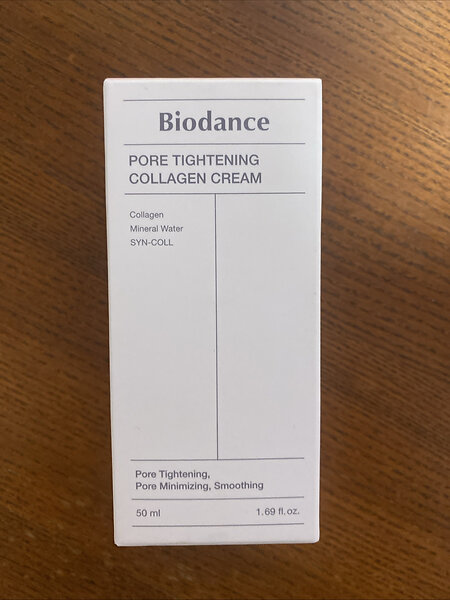 Biodance
PORE TIGHTENING
COLLAGEN CREAM
Collagen
Mineral Water
SYN-COLL
Pore Tightening,
Pore Minimizing, Smoothing
50 ml 1.69 fl. oz.